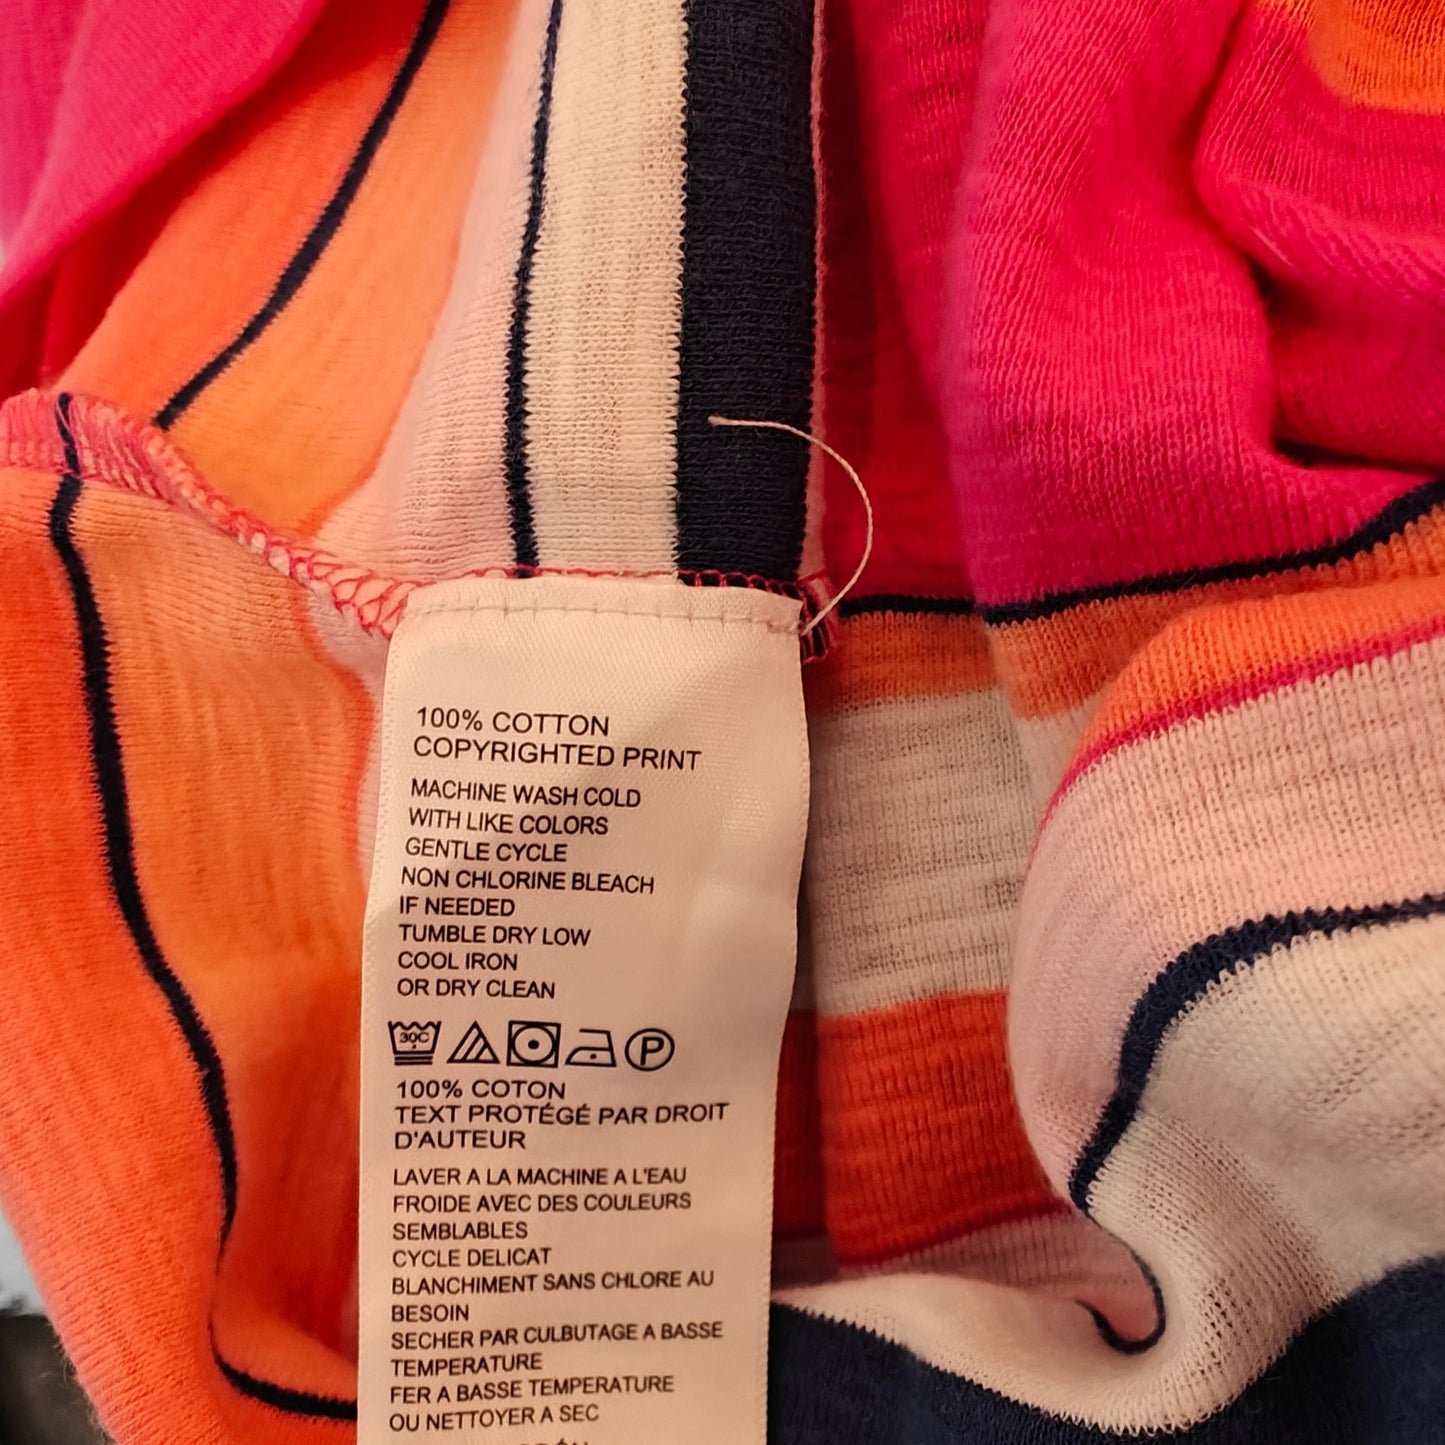 100% COTTON
COPYRIGHTED PRINT
MACHINE WASH COLD
WITH LIKE COLORS
GENTLE CYCLE
NON CHLORINE BLEACH
IF NEEDED
TUMBLE DRY LOW
COOL IRON
OR DRY CLEAN
30C P
100% COTON
TEXT PROTÉGÉ PAR DROIT
D'AUTEUR
LAVER A LA MACHINE A L'EAU
FROIDE AVEC DES COULEURS
SEMBLABLES
CYCLE DELICAT
BLANCHIMENT SANS CHLORE AU
BESOIN
SECHER PAR CULBUTAGE A BASSE
TEMPERATURE
FER A BASSE TEMPERATURE
OU NETTOYER A SEC